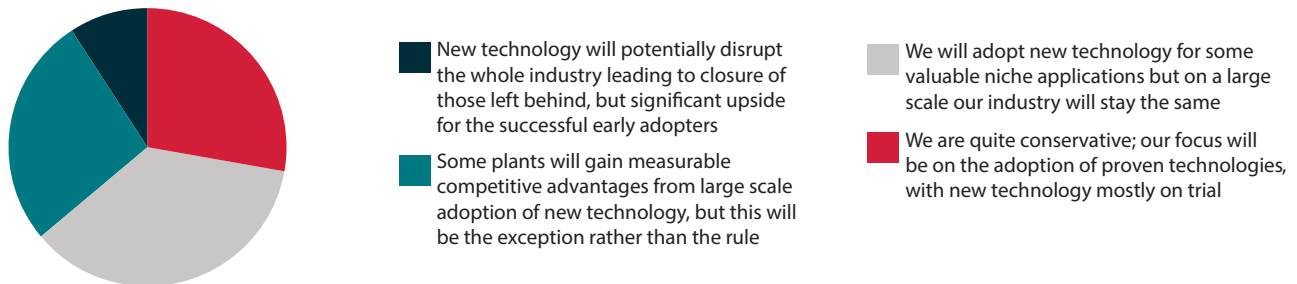 New technology will potentially disrupt
the whole industry leading to closure of
those left behind, but significant upside
for the successful early adopters
Some plants will gain measurable
competitive advantages from large scale
adoption of new technology, but this will
be the exception rather than the rule
We will adopt new technology for some
valuable niche applications but on a large
scale our industry will stay the same
We are quite conservative; our focus will
be on the adoption of proven technologies,
with new technology mostly on trial